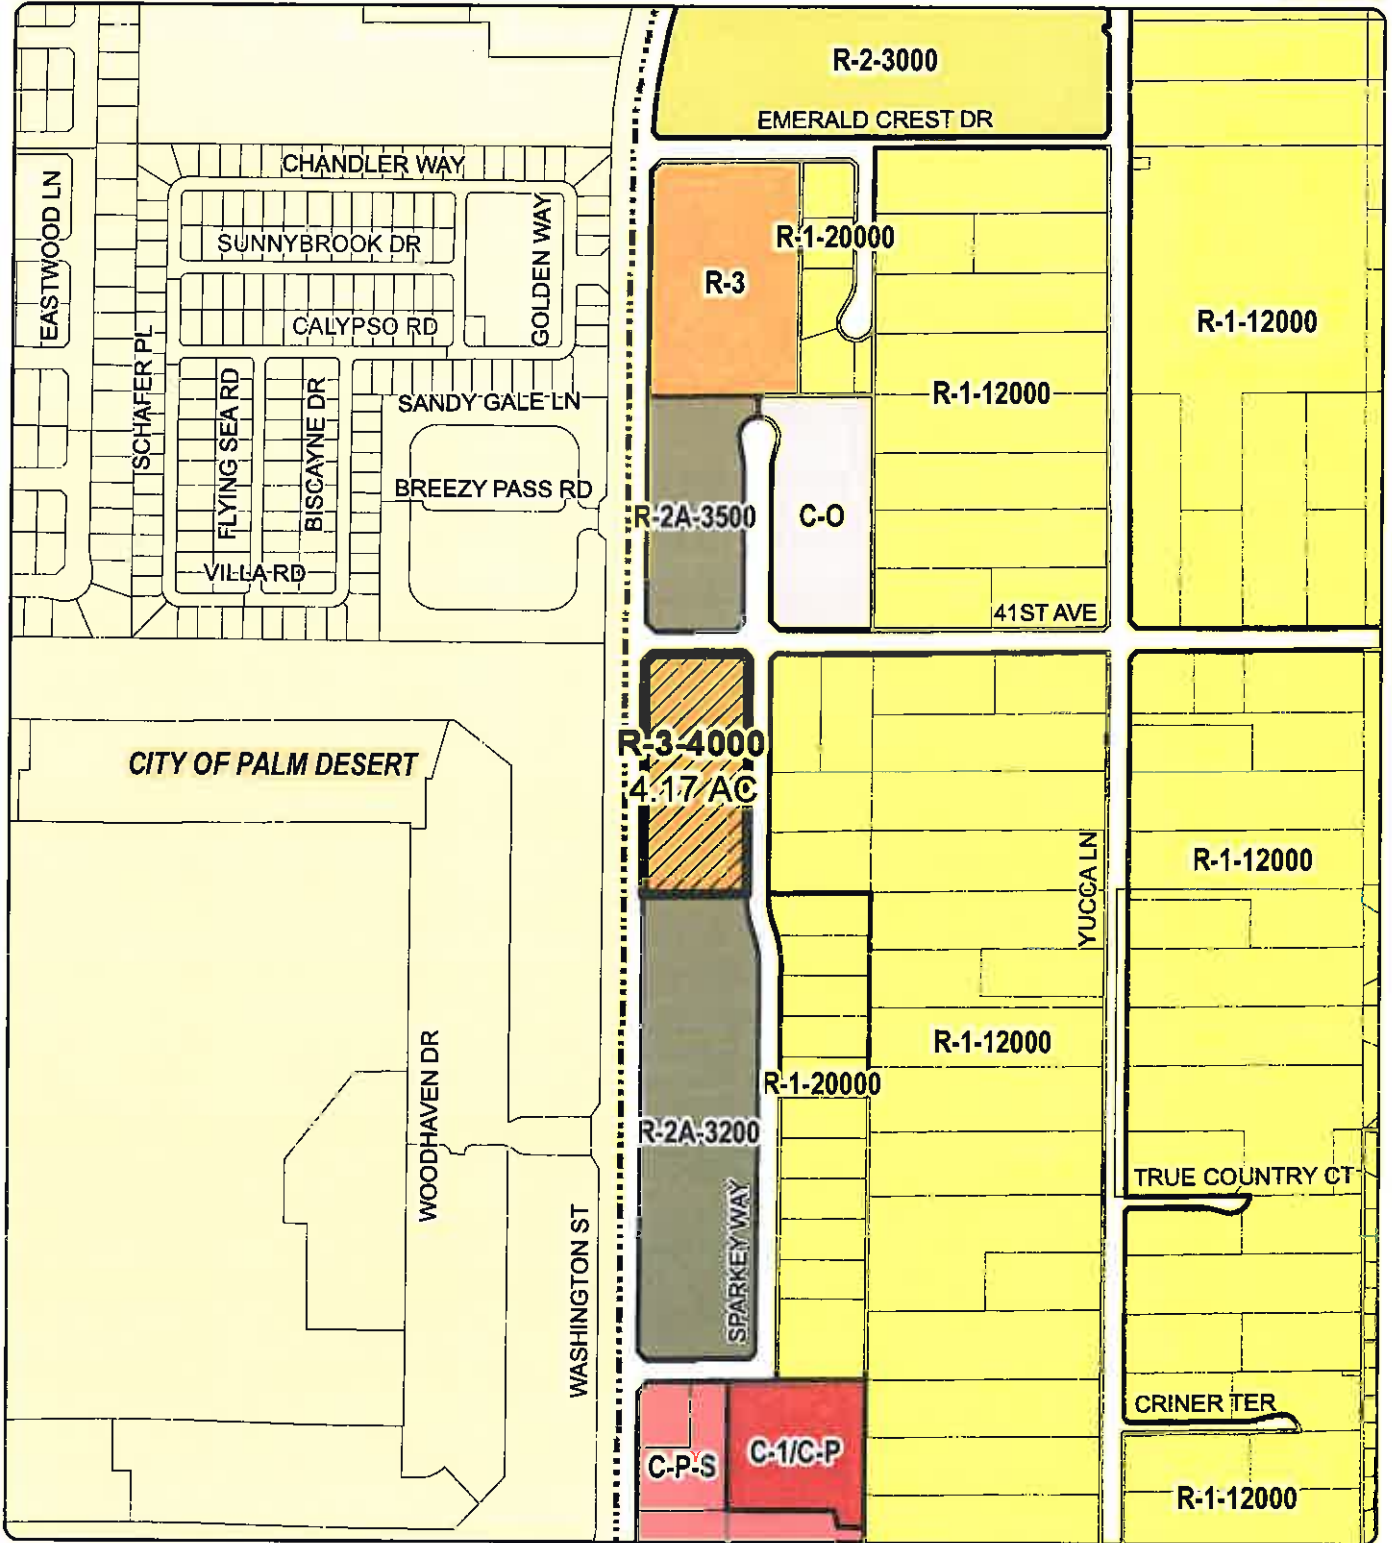 R-2-3000
EMERALD CREST DR
CHANDLER WAY
EASTWOOD LN
SUNNYBROOK DR
GOLDEN WAY
R-1-20000
R-3
CALYPSO RD
R-1-12000
SCHAFER PL
FLYING SEA RD
BISCAYNE DR
SANDY GALE LN
R-1-12000
BREEZY PASS RD
R-2A-3500
C-O
VILLA RD
41ST AVE
R-3-4000
4.17 AC
CITY OF PALM DESERT
YUCCA LN
R-1-12000
R-1-12000
WOODHAVEN DR
R-1-20000
R-2A-3200
TRUE COUNTRY CT
WASHINGTON ST
SPARKEY WAY
CRINER TER
C-P-S
C-1/C-P
R-1-12000